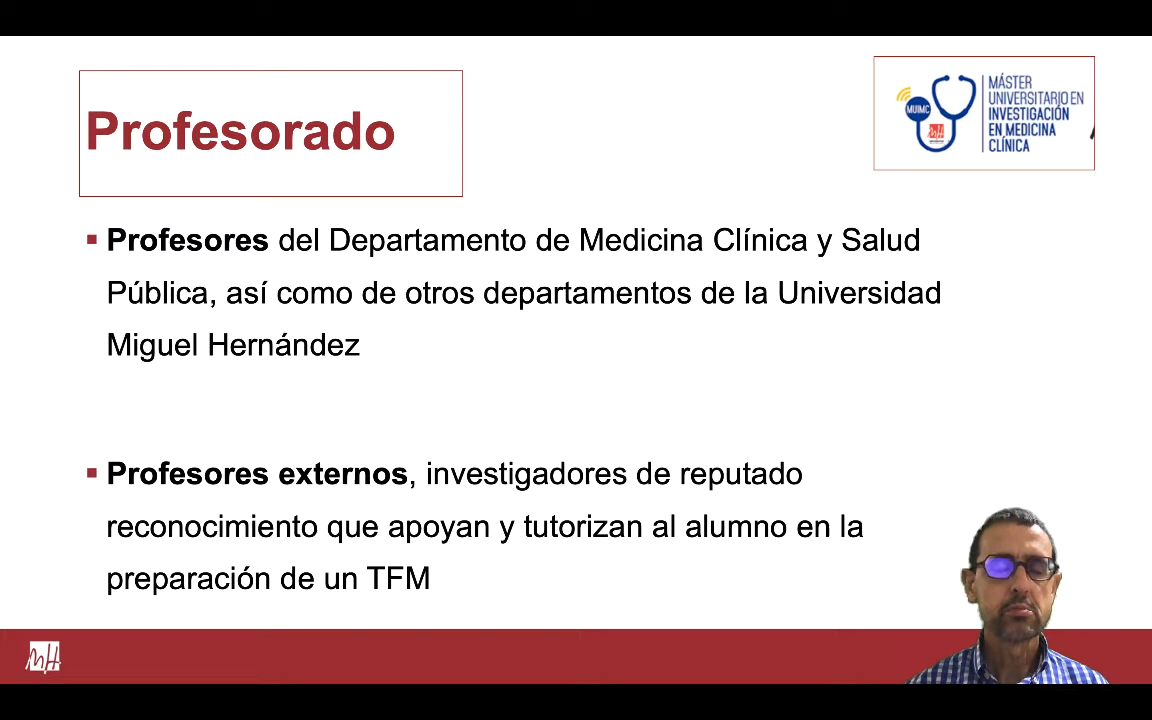 Profesorado
MUIMC
MÁSTER
UNIVERSITARIO EN
INVESTIGACIÓN
EN MEDICINA
CLÍNICA
▪ Profesores del Departamento de Medicina Clínica y Salud
Pública, así como de otros departamentos de la Universidad
Miguel Hernández
▪ Profesores externos, investigadores de reputado
reconocimiento que apoyan y tutorizan al alumno en la
preparación de un TFM